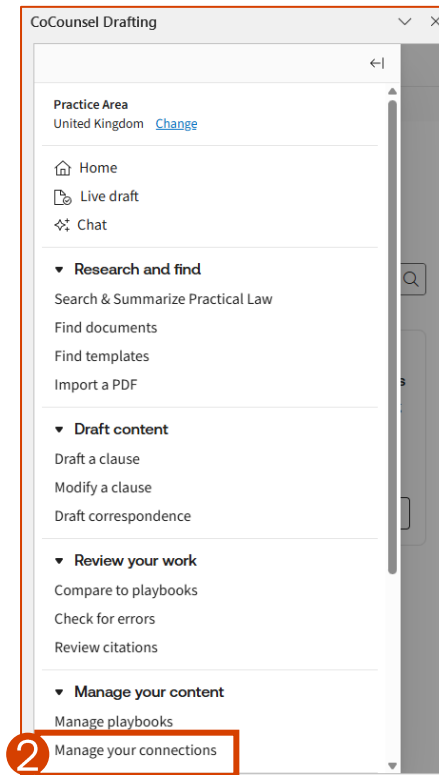 CoCounsel Drafting
Practice Area
United Kingdom Change
Home
Live draft
Chat
Research and find
Search & Summarize Practical Law
Find documents
Find templates
Import a PDF
Draft content
Draft a clause
Modify a clause
Draft correspondence
Review your work
Compare to playbooks
Check for errors
Review citations
Manage your content
Manage playbooks
2 Manage your connections
s